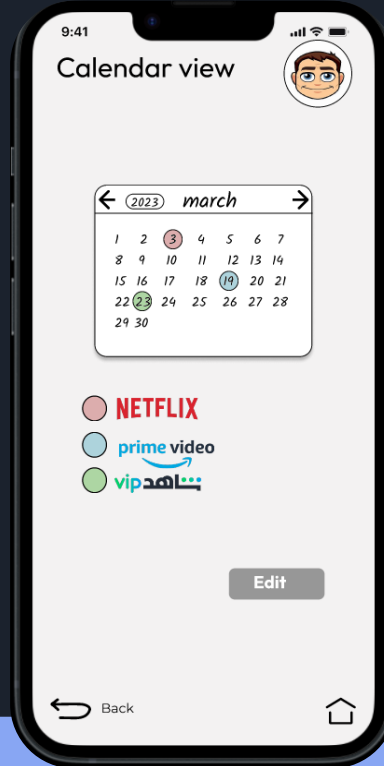 9:41
Calendar view
2023 march
1 2 3 4 5 6 7
8 9 10 11 12 13 14
15 16 17 18 19 20 21
22 23 24 25 26 27 28
29 30
NETFLIX
prime video
vip شاهد
Edit
Back